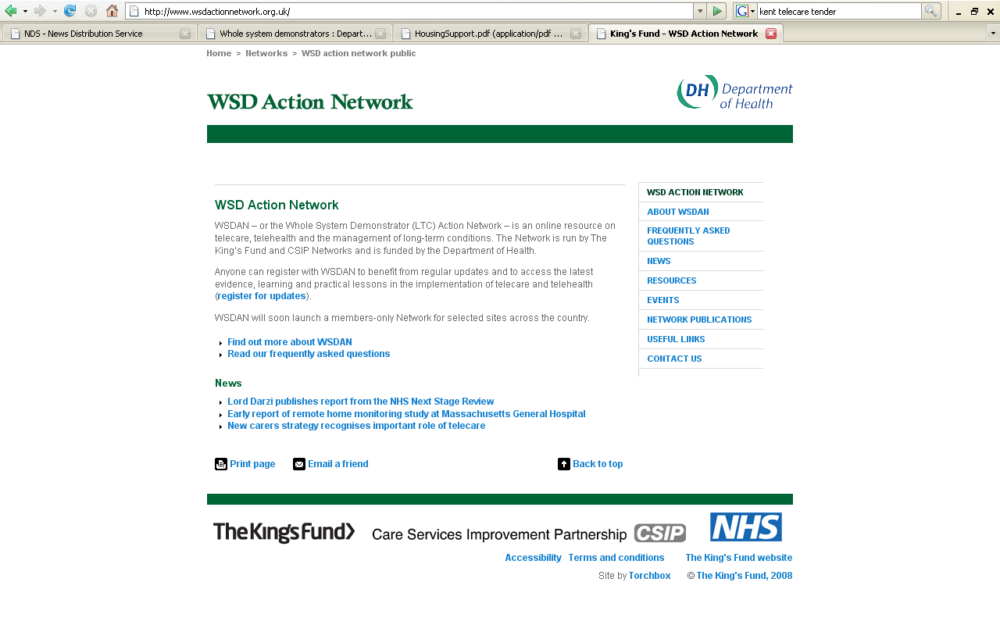 http://www.wsdactionnetwork.org.uk/
G kent telecare tender
NDS - News Distribution Service
Whole system demonstrators : Depart...
HousingSupport.pdf (application/pdf ...
King's Fund - WSD Action Network
Home > Networks > WSD action network public
WSD Action Network
DH Department
of Health
WSD Action Network
WSDAN – or the Whole System Demonstrator (LTC) Action Network – is an online resource on
telecare, telehealth and the management of long-term conditions. The Network is run by The
King's Fund and CSIP Networks and is funded by the Department of Health.
Anyone can register with WSDAN to benefit from regular updates and to access the latest
evidence, learning and practical lessons in the implementation of telecare and telehealth
(register for updates).
WSDAN will soon launch a members-only Network for selected sites across the country.
Find out more about WSDAN
Read our frequently asked questions
News
Lord Darzi publishes report from the NHS Next Stage Review
Early report of remote home monitoring study at Massachusetts General Hospital
New carers strategy recognises important role of telecare
Print page
Email a friend
Back to top
WSD ACTION NETWORK
ABOUT WSDAN
FREQUENTLY ASKED
QUESTIONS
NEWS
RESOURCES
EVENTS
NETWORK PUBLICATIONS
USEFUL LINKS
CONTACT US
The King's Fund
Care Services Improvement Partnership CSIP
NHS
Accessibility Terms and conditions The King's Fund website
Site by Torchbox © The King's Fund, 2008